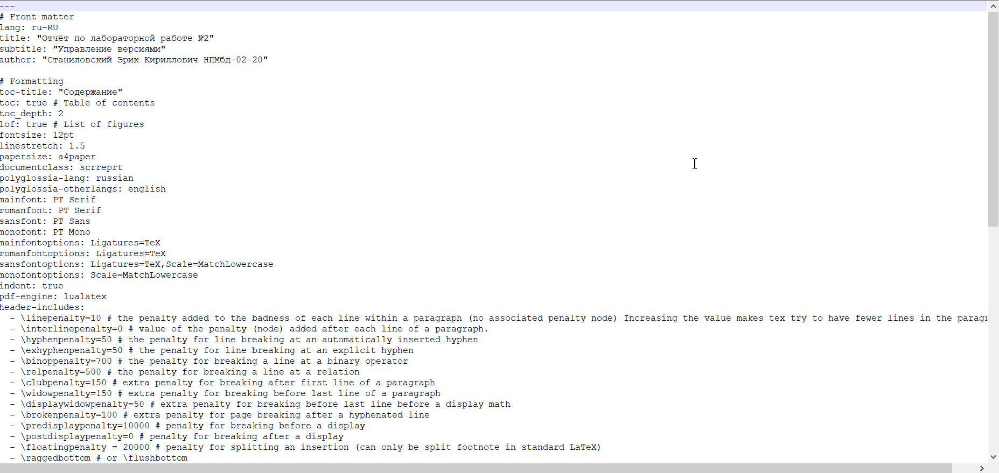 ---
# Front matter
lang: ru-RU
title: "Отчёт по лабораторной работе №2"
subtitle: "Управление версиями"
author: "Станиловский Эрик Кириллович НПМбд-02-20"

# Formatting
toc-title: "Содержание"
toc: true # Table of contents
toc_depth: 2
lof: true # List of figures
fontsize: 12pt
linestretch: 1.5
papersize: a4paper
documentclass: scrreprt
polyglossia-lang: russian
polyglossia-otherlangs: english
mainfont: PT Serif
romanfont: PT Serif
sansfont: PT Sans
monofont: PT Mono
mainfontoptions: Ligatures=TeX
romanfontoptions: Ligatures=TeX
sansfontoptions: Ligatures=TeX,Scale=MatchLowercase
monofontoptions: Scale=MatchLowercase
indent: true
pdf-engine: lualatex
header-includes:
  - \linepenalty=10 # the penalty added to the badness of each line within a paragraph (no associated penalty node) Increasing the value makes tex try to have fewer lines in the
  - \interlinepenalty=0 # value of the penalty (node) added after each line of a paragraph.
  - \hyphenpenalty=50 # the penalty for line breaking at an automatically inserted hyphen
  - \exhyphenpenalty=50 # the penalty for line breaking at an explicit hyphen
  - \binoppenalty=700 # the penalty for breaking a line at a binary operator
  - \relpenalty=500 # the penalty for breaking a line at a relation
  - \clubpenalty=150 # extra penalty for breaking after first line of a paragraph
  - \widowpenalty=150 # extra penalty for breaking before last line of a paragraph
  - \displaywidowpenalty=50 # extra penalty for breaking before last line before a display math
  - \brokenpenalty=100 # extra penalty for page breaking after a hyphenated line
  - \predisplaypenalty=10000 # penalty for breaking before a display
  - \postdisplaypenalty=0 # penalty for breaking after a display
  - \floatingpenalty = 20000 # penalty for splitting an insertion (can only be split footnote in standard LaTeX)
  - \raggedbottom # or \flushbottom